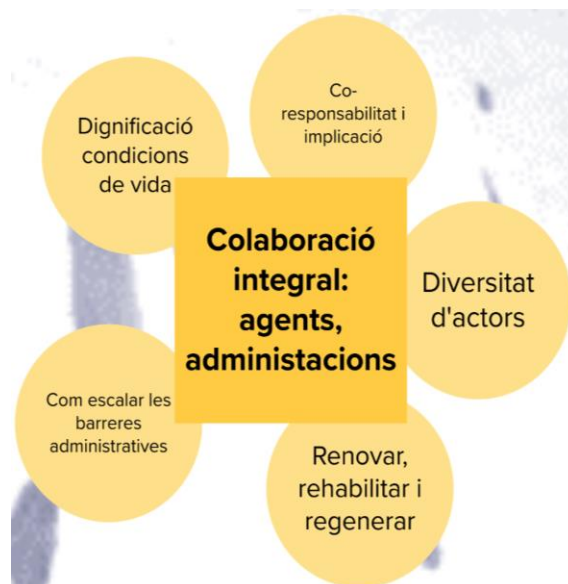 Dignificació
condicions
de vida
Co-
responsabilitat i
implicació
Colaboració
integral:
agents,
administacions
Diversitat
d'actors
Com escalar les
barreres
administratives
Renovar,
rehabilitar i
regenerar